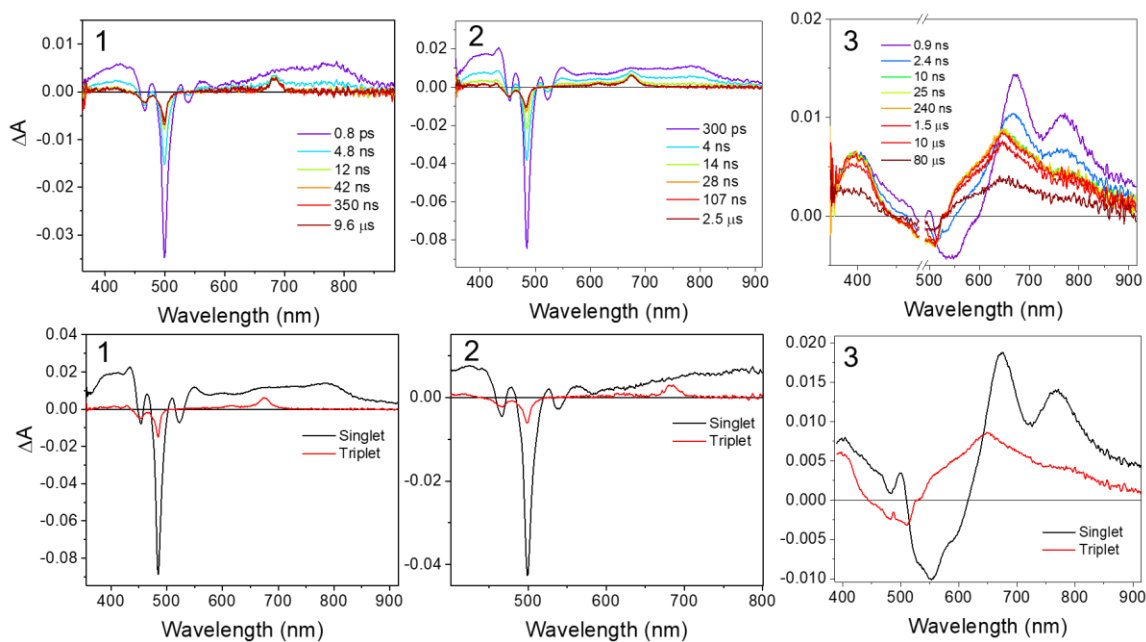 1
0.005
0.00
-0.01
-0.02
-0.03
ΔA
0.8 ps
4.8 ns
12 ns
42 ns
350 ns
9.6 μs
400 500 600 700 800
Wavelength (nm)
2
0.02
0.00
-0.04
-0.08
300 ps
4 ns
14 ns
28 ns
107 ns
2.5 μs
400 500 600 700 800 900
Wavelength (nm)
3
0.02
0.01
0.00
0.9 ns
2.4 ns
10 ns
25 ns
240 ns
1.5 μs
10 μs
80 μs
400 500 600 700 800 900
Wavelength (nm)
1
0.04
0.02
0.00
-0.02
-0.04
-0.06
-0.08
ΔA
Singlet
Triplet
400 500 600 700 800 900
Wavelength (nm)
2
0.00
-0.02
-0.04
Singlet
Triplet
500 600 700 800
Wavelength (nm)
3
0.020
0.015
0.010
0.005
0.000
-0.005
-0.010
Singlet
Triplet
400 500 600 700 800 900
Wavelength (nm)